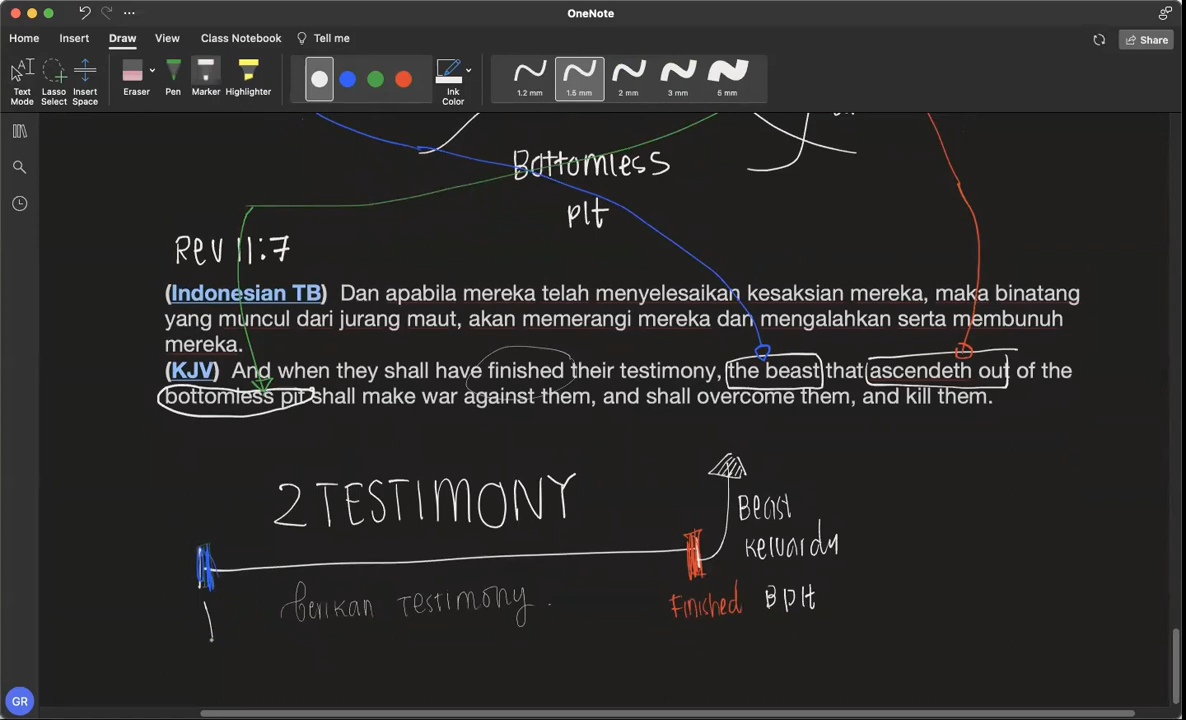 OneNote
Home Insert Draw View Class Notebook Tell me
Share
Text Mode
Lasso Select
Insert Space
Eraser
Pen
Marker
Highlighter
Ink Color
1.2 mm
1.5 mm
2 mm
3 mm
5 mm
Bottomless
pit
Rev 11:7
(Indonesian TB) Dan apabila mereka telah menyelesaikan kesaksian mereka, maka binatang
yang muncul dari jurang maut, akan memerangi mereka dan mengalahkan serta membunuh
mereka.
(KJV) And when they shall have finished their testimony, the beast that ascendeth out of the
bottomless pit shall make war against them, and shall overcome them, and kill them.
2 TESTIMONY
Beast
keluar
berikan Testimony.
Finished
B pit
GR